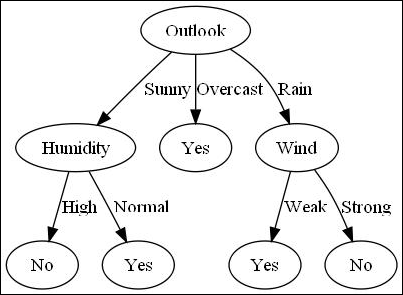 Outlook
Sunny Overcast Rain
Humidity Yes Wind
High Normal Weak Strong
No Yes Yes No